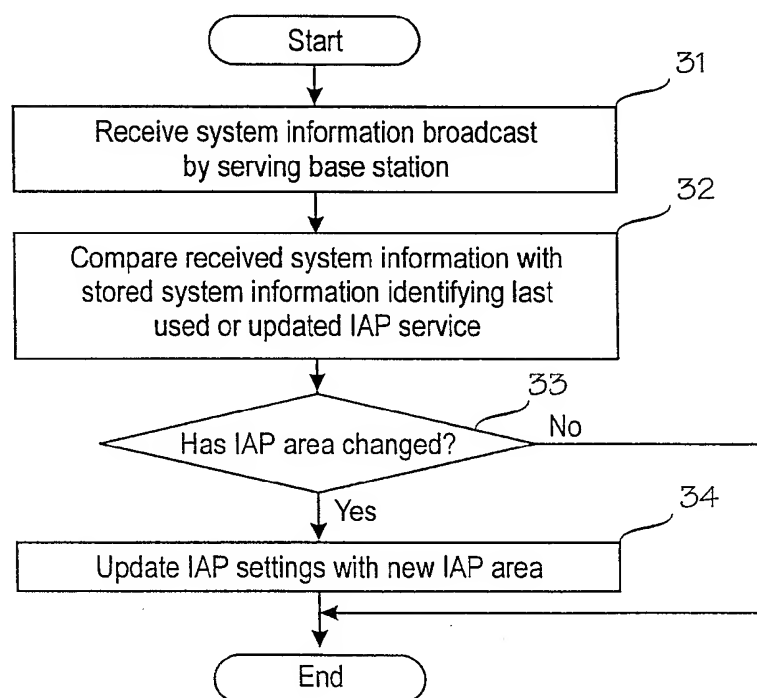 Start
31
Receive system information broadcast
by serving base station
32
Compare received system information with
stored system information identifying last
used or updated IAP service
33
Has IAP area changed?
No
Yes
34
Update IAP settings with new IAP area
End